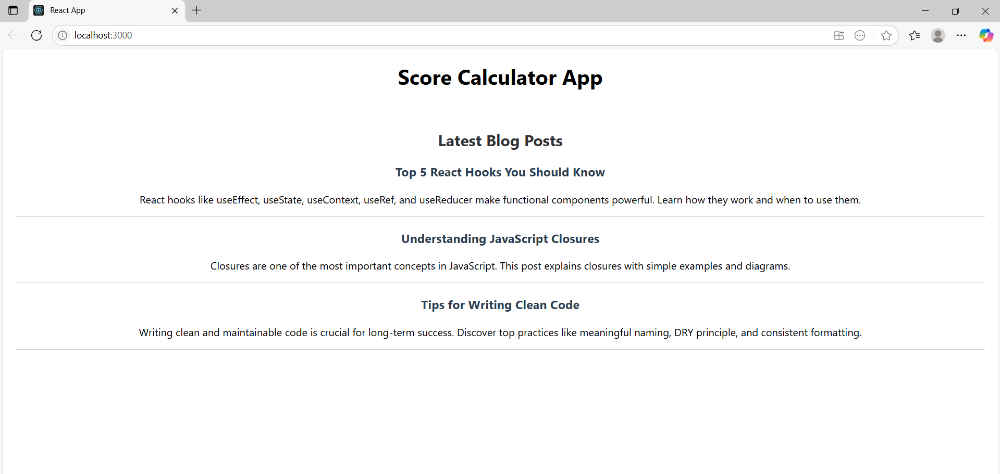 React App
localhost:3000
Score Calculator App
Latest Blog Posts
Top 5 React Hooks You Should Know
React hooks like useEffect, useState, useContext, useRef, and useReducer make functional components powerful. Learn how they work and when to use them.
Understanding JavaScript Closures
Closures are one of the most important concepts in JavaScript. This post explains closures with simple examples and diagrams.
Tips for Writing Clean Code
Writing clean and maintainable code is crucial for long-term success. Discover top practices like meaningful naming, DRY principle, and consistent formatting.